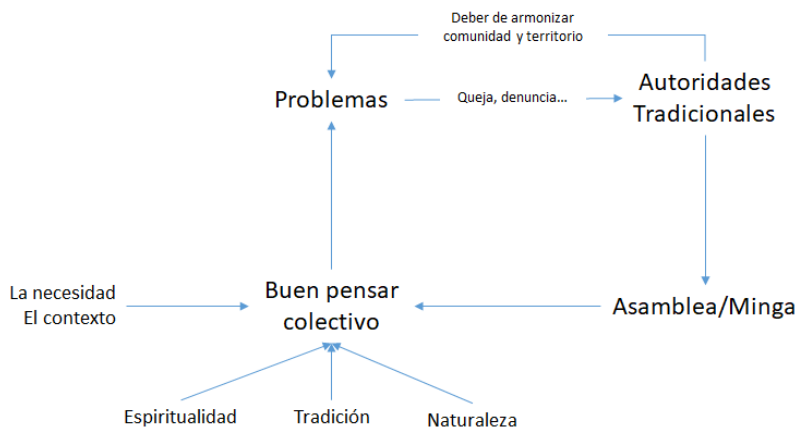 Deber de armonizar
comunidad y territorio
Problemas
Queja, denuncia...
Autoridades
Tradicionales
La necesidad
El contexto
Buen pensar
colectivo
Asamblea/Minga
Espiritualidad
Tradición
Naturaleza